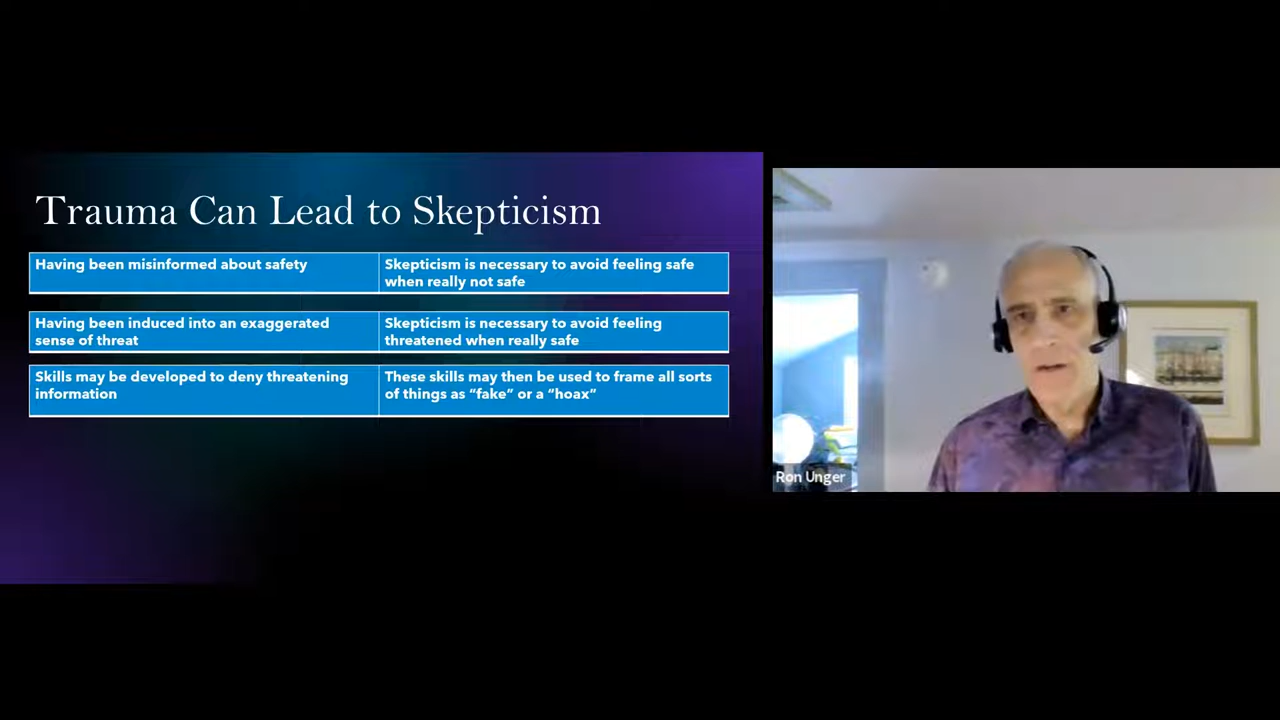 Trauma Can Lead to Skepticism
Having been misinformed about safety
Skepticism is necessary to avoid feeling safe
when really not safe
Having been induced into an exaggerated
sense of threat
Skepticism is necessary to avoid feeling
threatened when really safe
Skills may be developed to deny threatening
information
These skills may then be used to frame all sorts
of things as “fake” or a “hoax”
Ron Unger